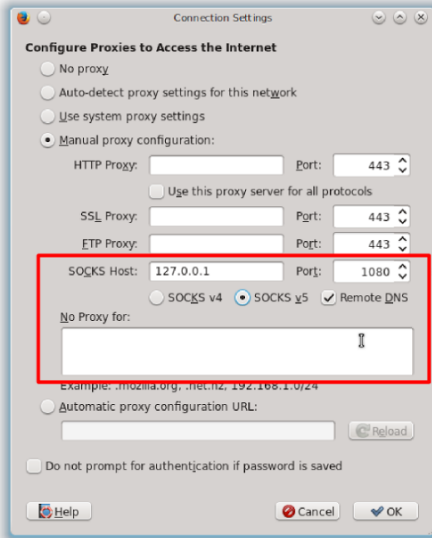 Connection Settings
Configure Proxies to Access the Internet
No proxy
Auto-detect proxy settings for this network
Use system proxy settings
Manual proxy configuration:
HTTP Proxy: Port: 443
Use this proxy server for all protocols
SSL Proxy: Port: 443
FTP Proxy: Port: 443
SOCKS Host: 127.0.0.1 Port: 1080
SOCKS v4 SOCKS v5 Remote DNS
No Proxy for:
Example: .mozilla.org, .net.nz, 192.168.1.0/24
Automatic proxy configuration URL:
Reload
Do not prompt for authentication if password is saved
Help Cancel OK